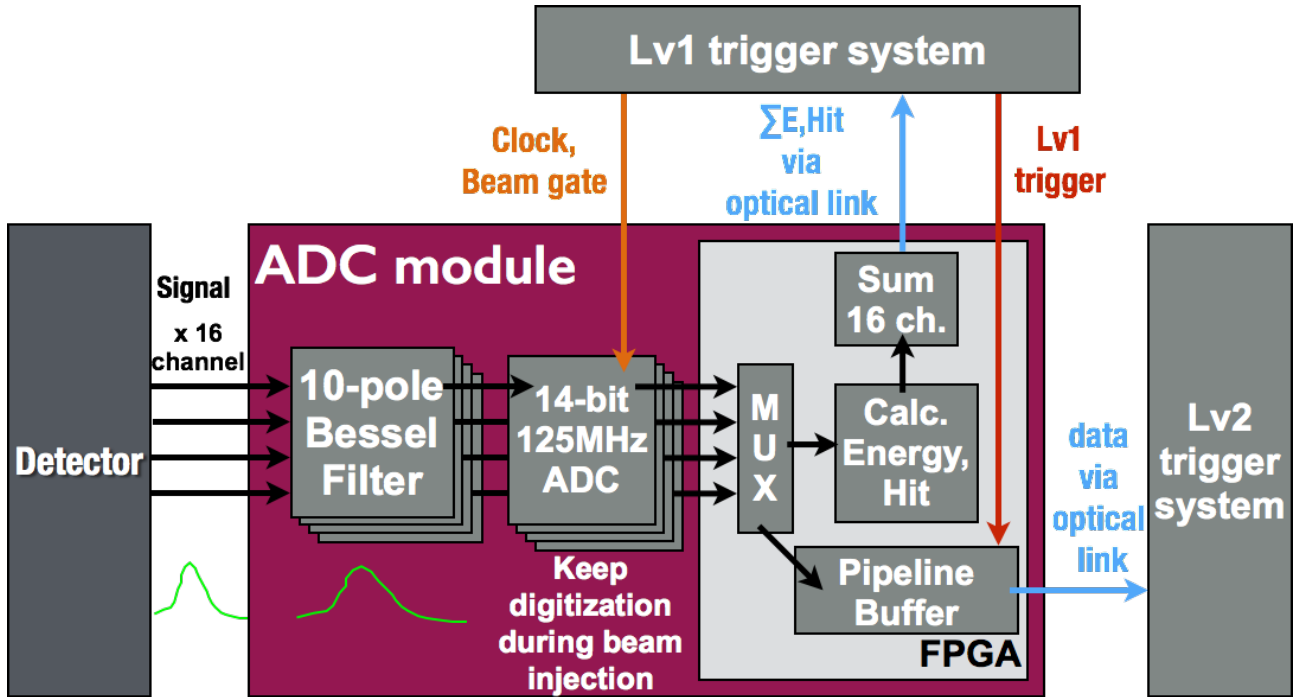 Lv1 trigger system
Clock,
Beam gate
∑E,Hit
via
optical link
Lv1
trigger
ADC module
Signal
x 16
channel
Detector
10-pole
Bessel
Filter
14-bit
125MHz
ADC
Keep
digitization
during beam
injection
M
U
X
Sum
16 ch.
Calc.
Energy,
Hit
Pipeline
Buffer
FPGA
data
via
optical
link
Lv2
trigger
system